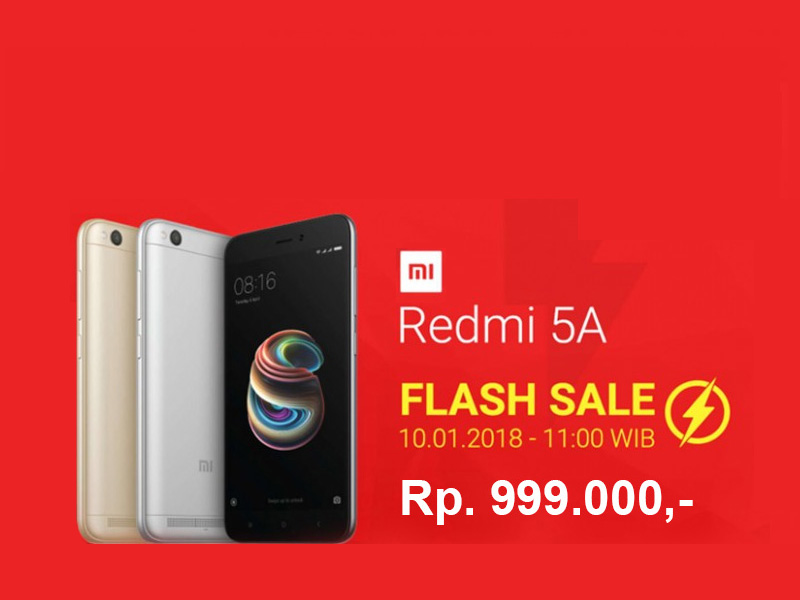 08:16
mi
mi
Redmi 5A
FLASH SALE
10.01.2018 - 11:00 WIB
Rp. 999.000,-